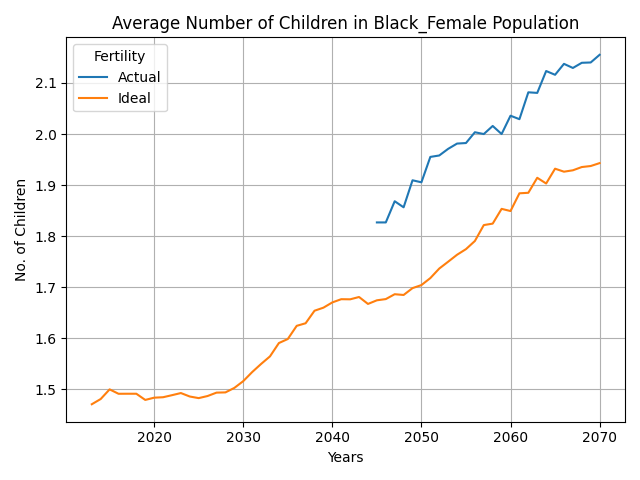 Average Number of Children in Black_Female Population
Fertility
Actual
Ideal
No. of Children
2.1
2.0
1.9
1.8
1.7
1.6
1.5
2020 2030 2040 2050 2060 2070
Years